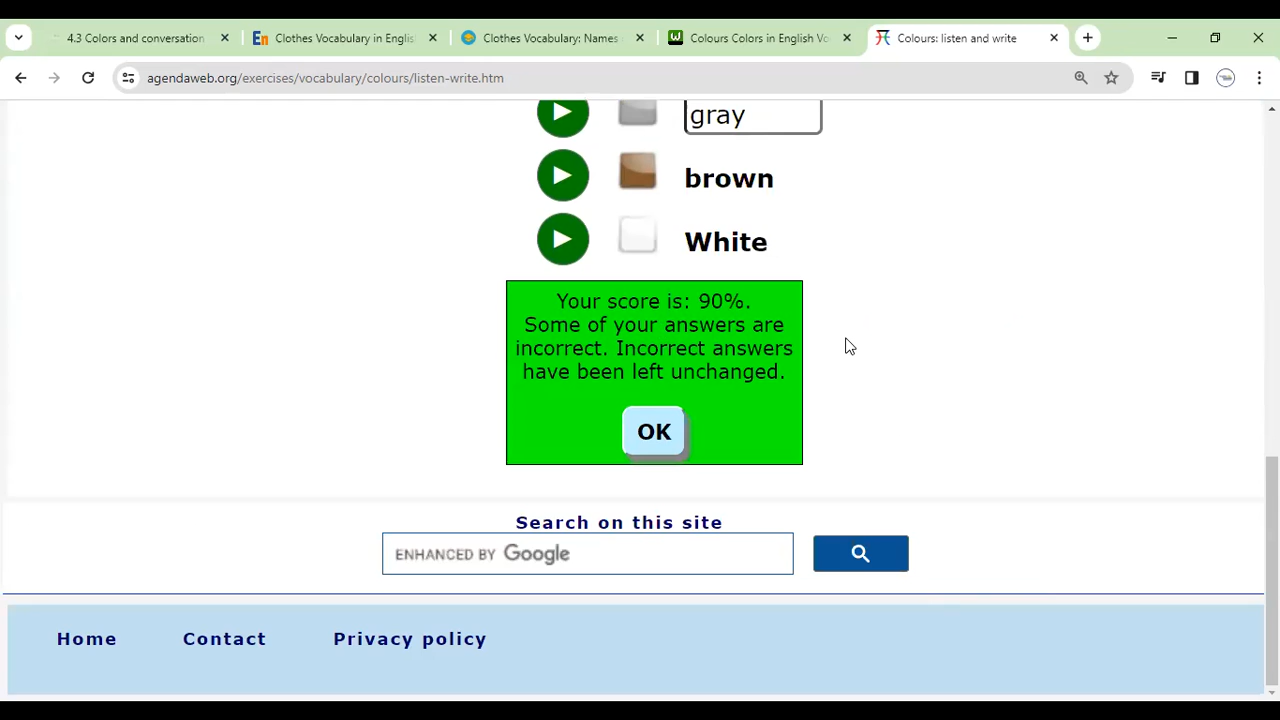 4.3 Colors and conversation
Clothes Vocabulary in Englis
Clothes Vocabulary: Names
Colours Colors in English Vo
Colours: listen and write
agendaweb.org/exercises/vocabulary/colours/listen-write.htm
gray
brown
White
Your score is: 90%.
Some of your answers are
incorrect. Incorrect answers
have been left unchanged.
OK
Search on this site
ENHANCED BY Google
Home Contact Privacy policy